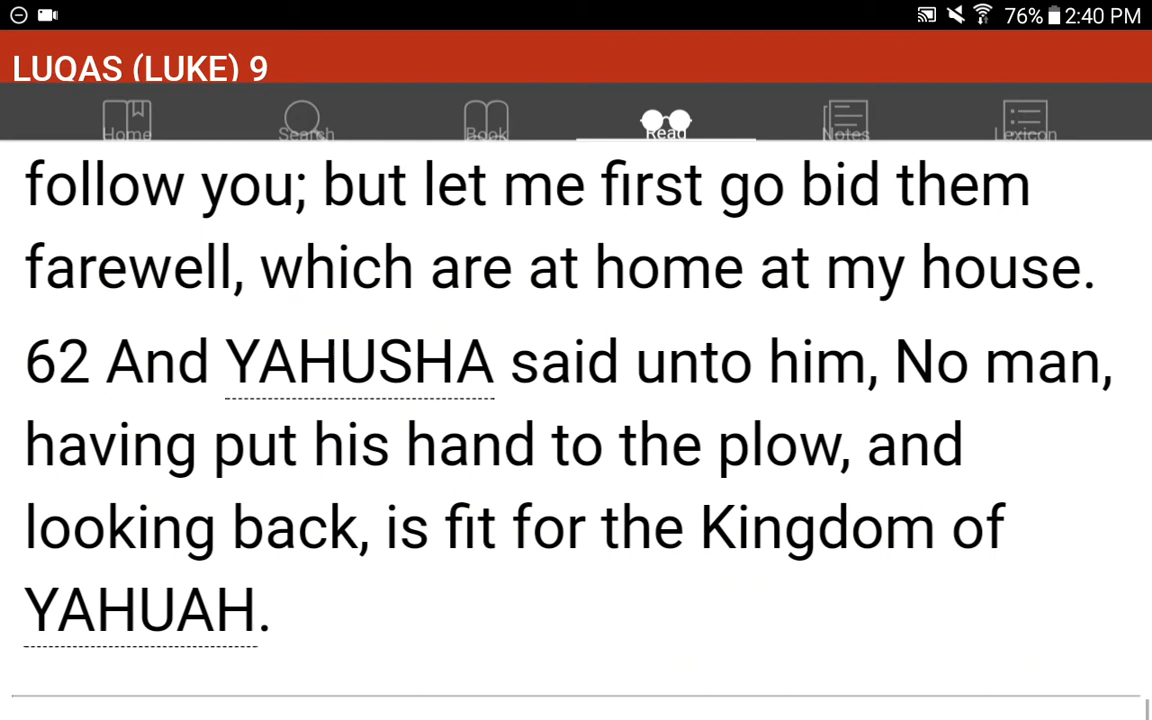 76% 2:40 PM
LUQAS (LUKE) 9
Home Search Book Read Notes Lexicon
follow you; but let me first go bid them
farewell, which are at home at my house.
62 And YAHUSHA said unto him, No man,
having put his hand to the plow, and
looking back, is fit for the Kingdom of
YAHUAH.